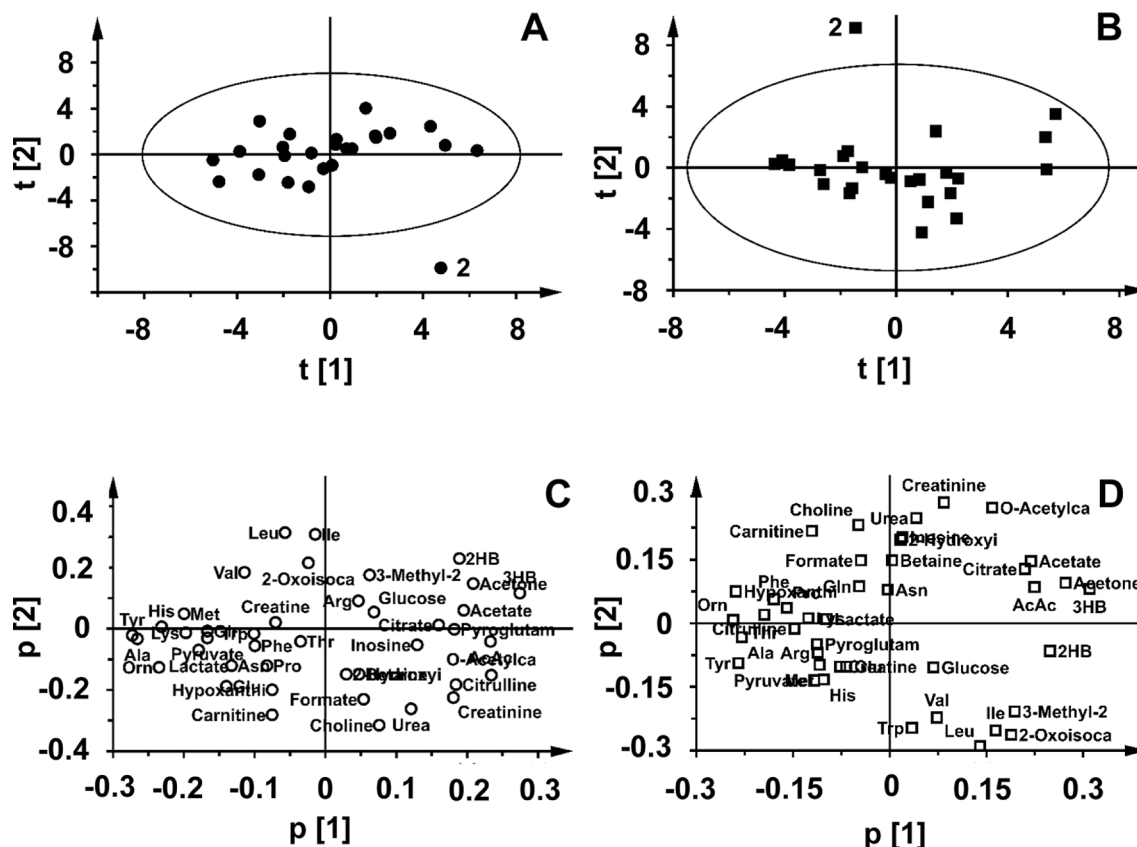 A
B
2
8
4
0
-4
-8
t [2]
-8
-4
0
4
8
t [1]
2
8
4
0
-4
-8
t [2]
-8
-4
0
4
8
t [1]
C
0.4
0.2
0
-0.2
-0.4
p [2]
Leu
Ile
2HB
Val
2-Oxoisoca
3-Methyl-2
3HB
Acetone
Arg
Glucose
Tyr
His
Met
Creatine
Acetate
Citrate
Pyroglutam
Lys
Ala
Thr
Phe
Inosine
Orn
Pyruvate
Lactate
Asn
Pro
O-Acetylca
AcAc
Hypoxanthi
Betaine
Citrulline
Carnitine
Formate
Creatinine
Choline
Urea
-0.3
-0.2
-0.1
0
0.1
0.2
0.3
p [1]
D
0.3
0.15
0
-0.15
-0.3
p [2]
Creatinine
Choline
Urea
O-Acetylca
Carnitine
Inosine
2-Hydroxyi
Formate
Betaine
Acetate
Citrate
Phe
Gln
Asn
Acetone
Orn
Hypoxanthi
AcAc
3HB
Lactate
Citrulline
Thr
Pyroglutam
Ala
Arg
2HB
Tyr
Creatine
Glucose
Pyruvate
Met
His
Val
Trp
Leu
Ile
3-Methyl-2
2-Oxoisoca
-0.3
-0.15
0
0.15
0.3
p [1]